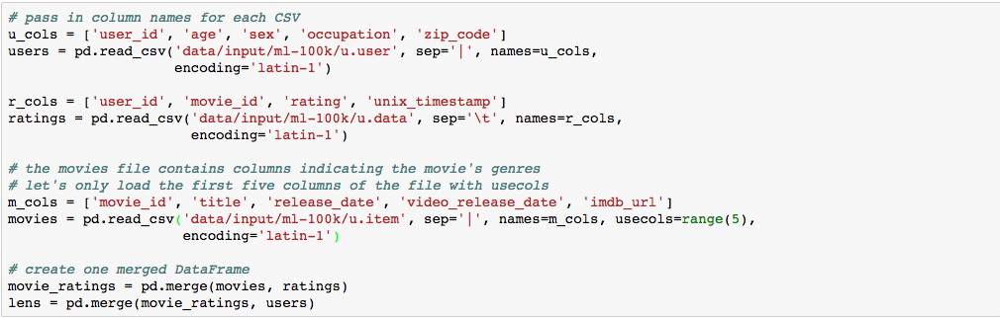 # pass in column names for each CSV
u_cols = ['user_id', 'age', 'sex', 'occupation', 'zip_code']
users = pd.read_csv('data/input/ml-100k/u.user', sep='|', names=u_cols,
                    encoding='latin-1')

r_cols = ['user_id', 'movie_id', 'rating', 'unix_timestamp']
ratings = pd.read_csv('data/input/ml-100k/u.data', sep='\t', names=r_cols,
                      encoding='latin-1')

# the movies file contains columns indicating the movie's genres
# let's only load the first five columns of the file with usecols
m_cols = ['movie_id', 'title', 'release_date', 'video_release_date', 'imdb_url']
movies = pd.read_csv('data/input/ml-100k/u.item', sep='|', names=m_cols, usecols=range(5),
                     encoding='latin-1')

# create one merged DataFrame
movie_ratings = pd.merge(movies, ratings)
lens = pd.merge(movie_ratings, users)